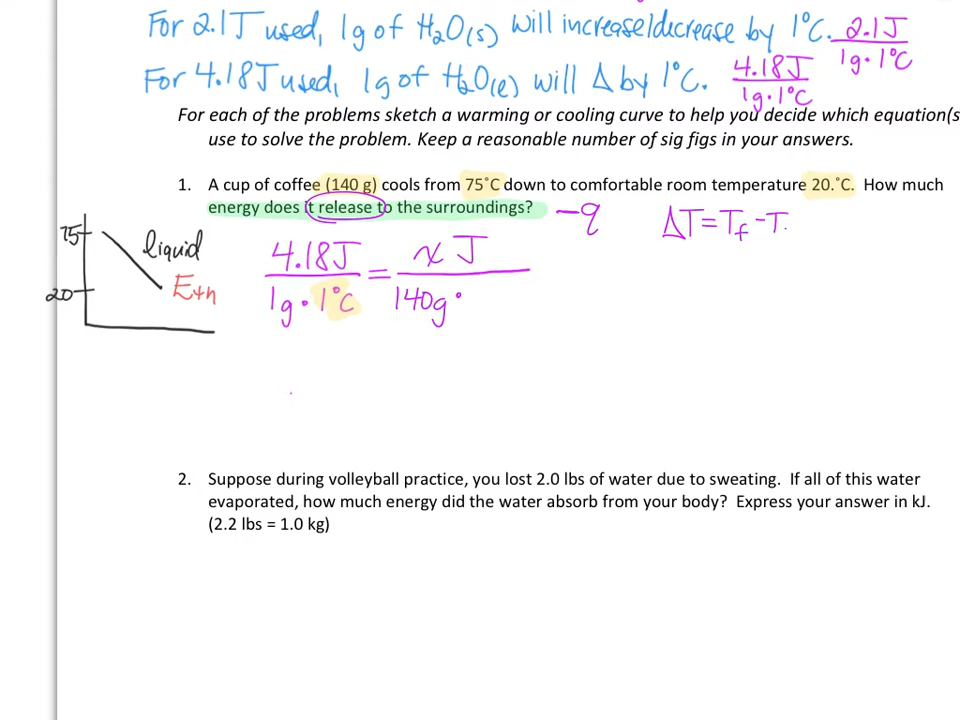 For 2.1J used, 1g of H₂O(s) will increase/decrease by 1°C. 2.1J / 1g·1°C
For 4.18J used, 1g of H₂O(l) will Δ by 1°C. 4.18J / 1g·1°C
For each of the problems sketch a warming or cooling curve to help you decide which equation(s
use to solve the problem. Keep a reasonable number of sig figs in your answers.
1. A cup of coffee (140 g) cools from 75˚C down to comfortable room temperature 20.˚C. How much
energy does it release to the surroundings? -q ΔT=Tf-T.
75 liquid
20 Eth
4.18J / 1g·1°C = x J / 140g·
2. Suppose during volleyball practice, you lost 2.0 lbs of water due to sweating. If all of this water
evaporated, how much energy did the water absorb from your body? Express your answer in kJ.
(2.2 lbs = 1.0 kg)